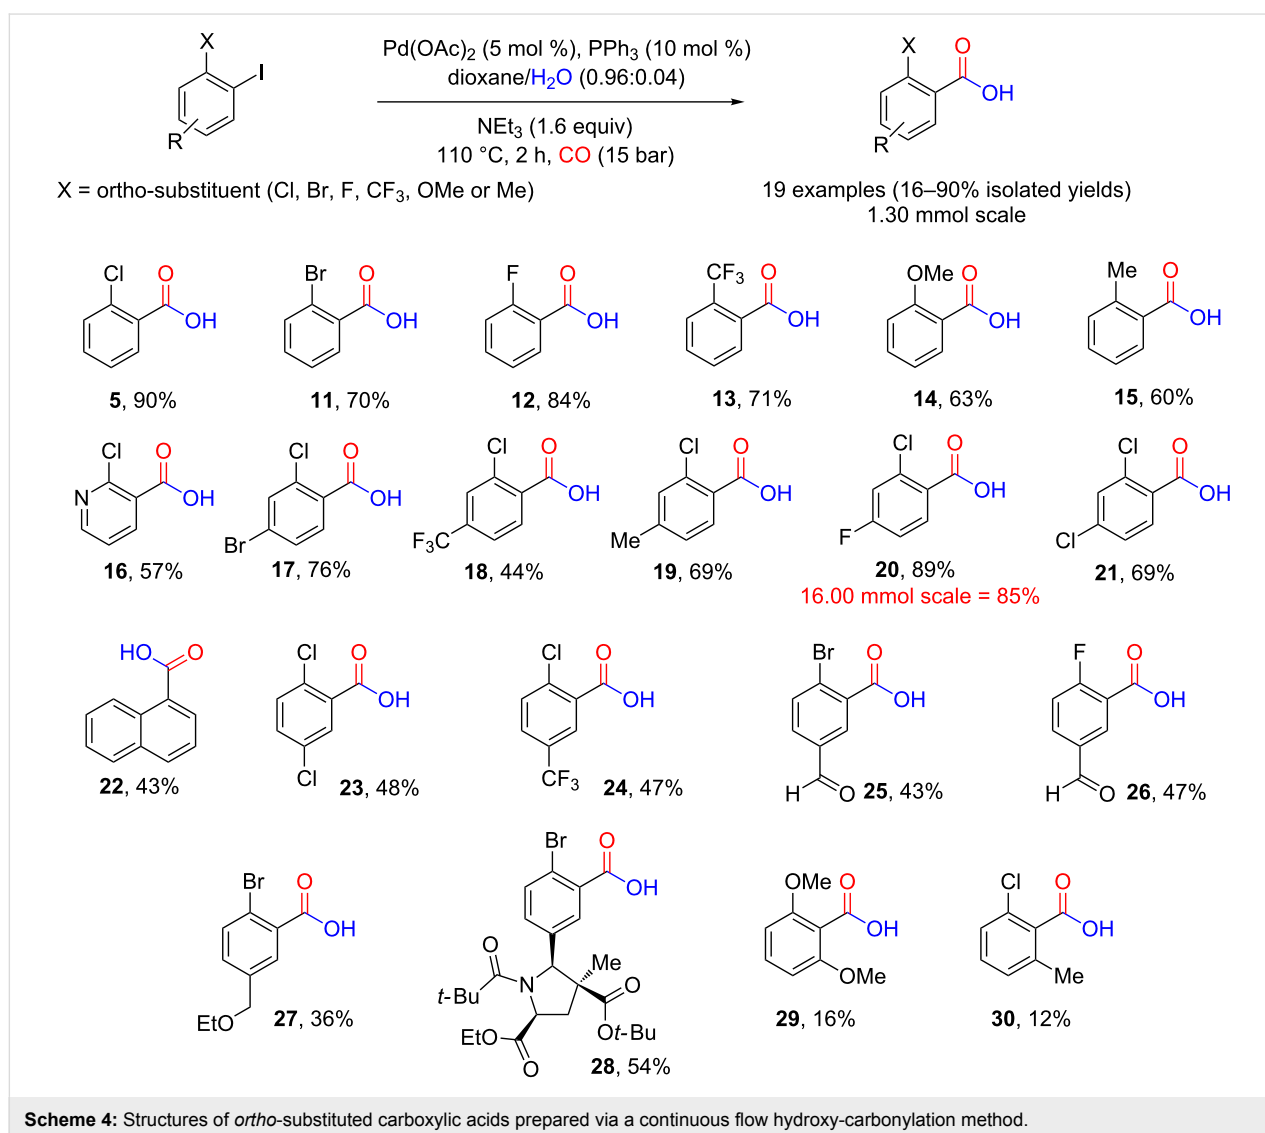 X
I
R
Pd(OAc)₂ (5 mol %), PPh₃ (10 mol %)
dioxane/H₂O (0.96:0.04)
NEt₃ (1.6 equiv)
110 °C, 2 h, CO (15 bar)
X
O
OH
R
X = ortho-substituent (Cl, Br, F, CF₃, OMe or Me)
19 examples (16–90% isolated yields)
1.30 mmol scale
Cl O OH
Br O OH
F O OH
CF₃ O OH
OMe O OH
Me O OH
5, 90%
11, 70%
12, 84%
13, 71%
14, 63%
15, 60%
N Cl O OH
Cl O OH Br
Cl O OH F₃C
Cl O OH Me
Cl O OH F
Cl O OH Cl
16, 57%
17, 76%
18, 44%
19, 69%
20, 89%
16.00 mmol scale = 85%
21, 69%
HO O
Cl O OH Cl
Cl O OH CF₃
Br O OH H O
F O OH H O
22, 43%
23, 48%
24, 47%
25, 43%
26, 47%
Br O OH EtO
27, 36%
Br O OH
O t-Bu N Me O Ot-Bu EtO O
28, 54%
OMe O OH OMe
29, 16%
Cl O OH Me
30, 12%
Scheme 4: Structures of ortho-substituted carboxylic acids prepared via a continuous flow hydroxy-carbonylation method.